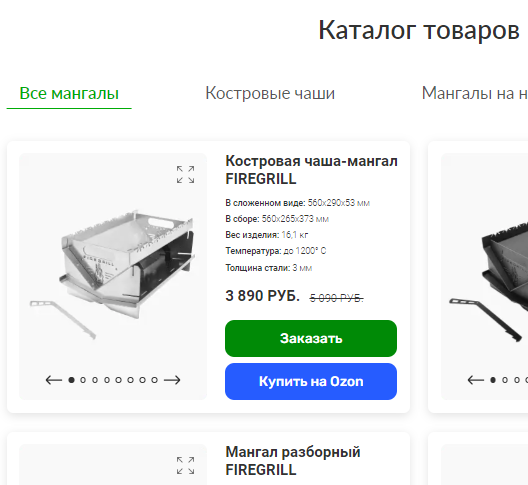 Каталог товаров
Все мангалы
Костровые чаши
Мангалы на н
Костровая чаша-мангал
FIREGRILL
В сложенном виде: 560x290x53 мм
В сборе: 560x265x373 мм
Вес изделия: 16,1 кг
Температура: до 1200° С
Толщина стали: 3 мм
3 890 РУБ. 5 090 РУБ.
Заказать
Купить на Ozon
Мангал разборный
FIREGRILL